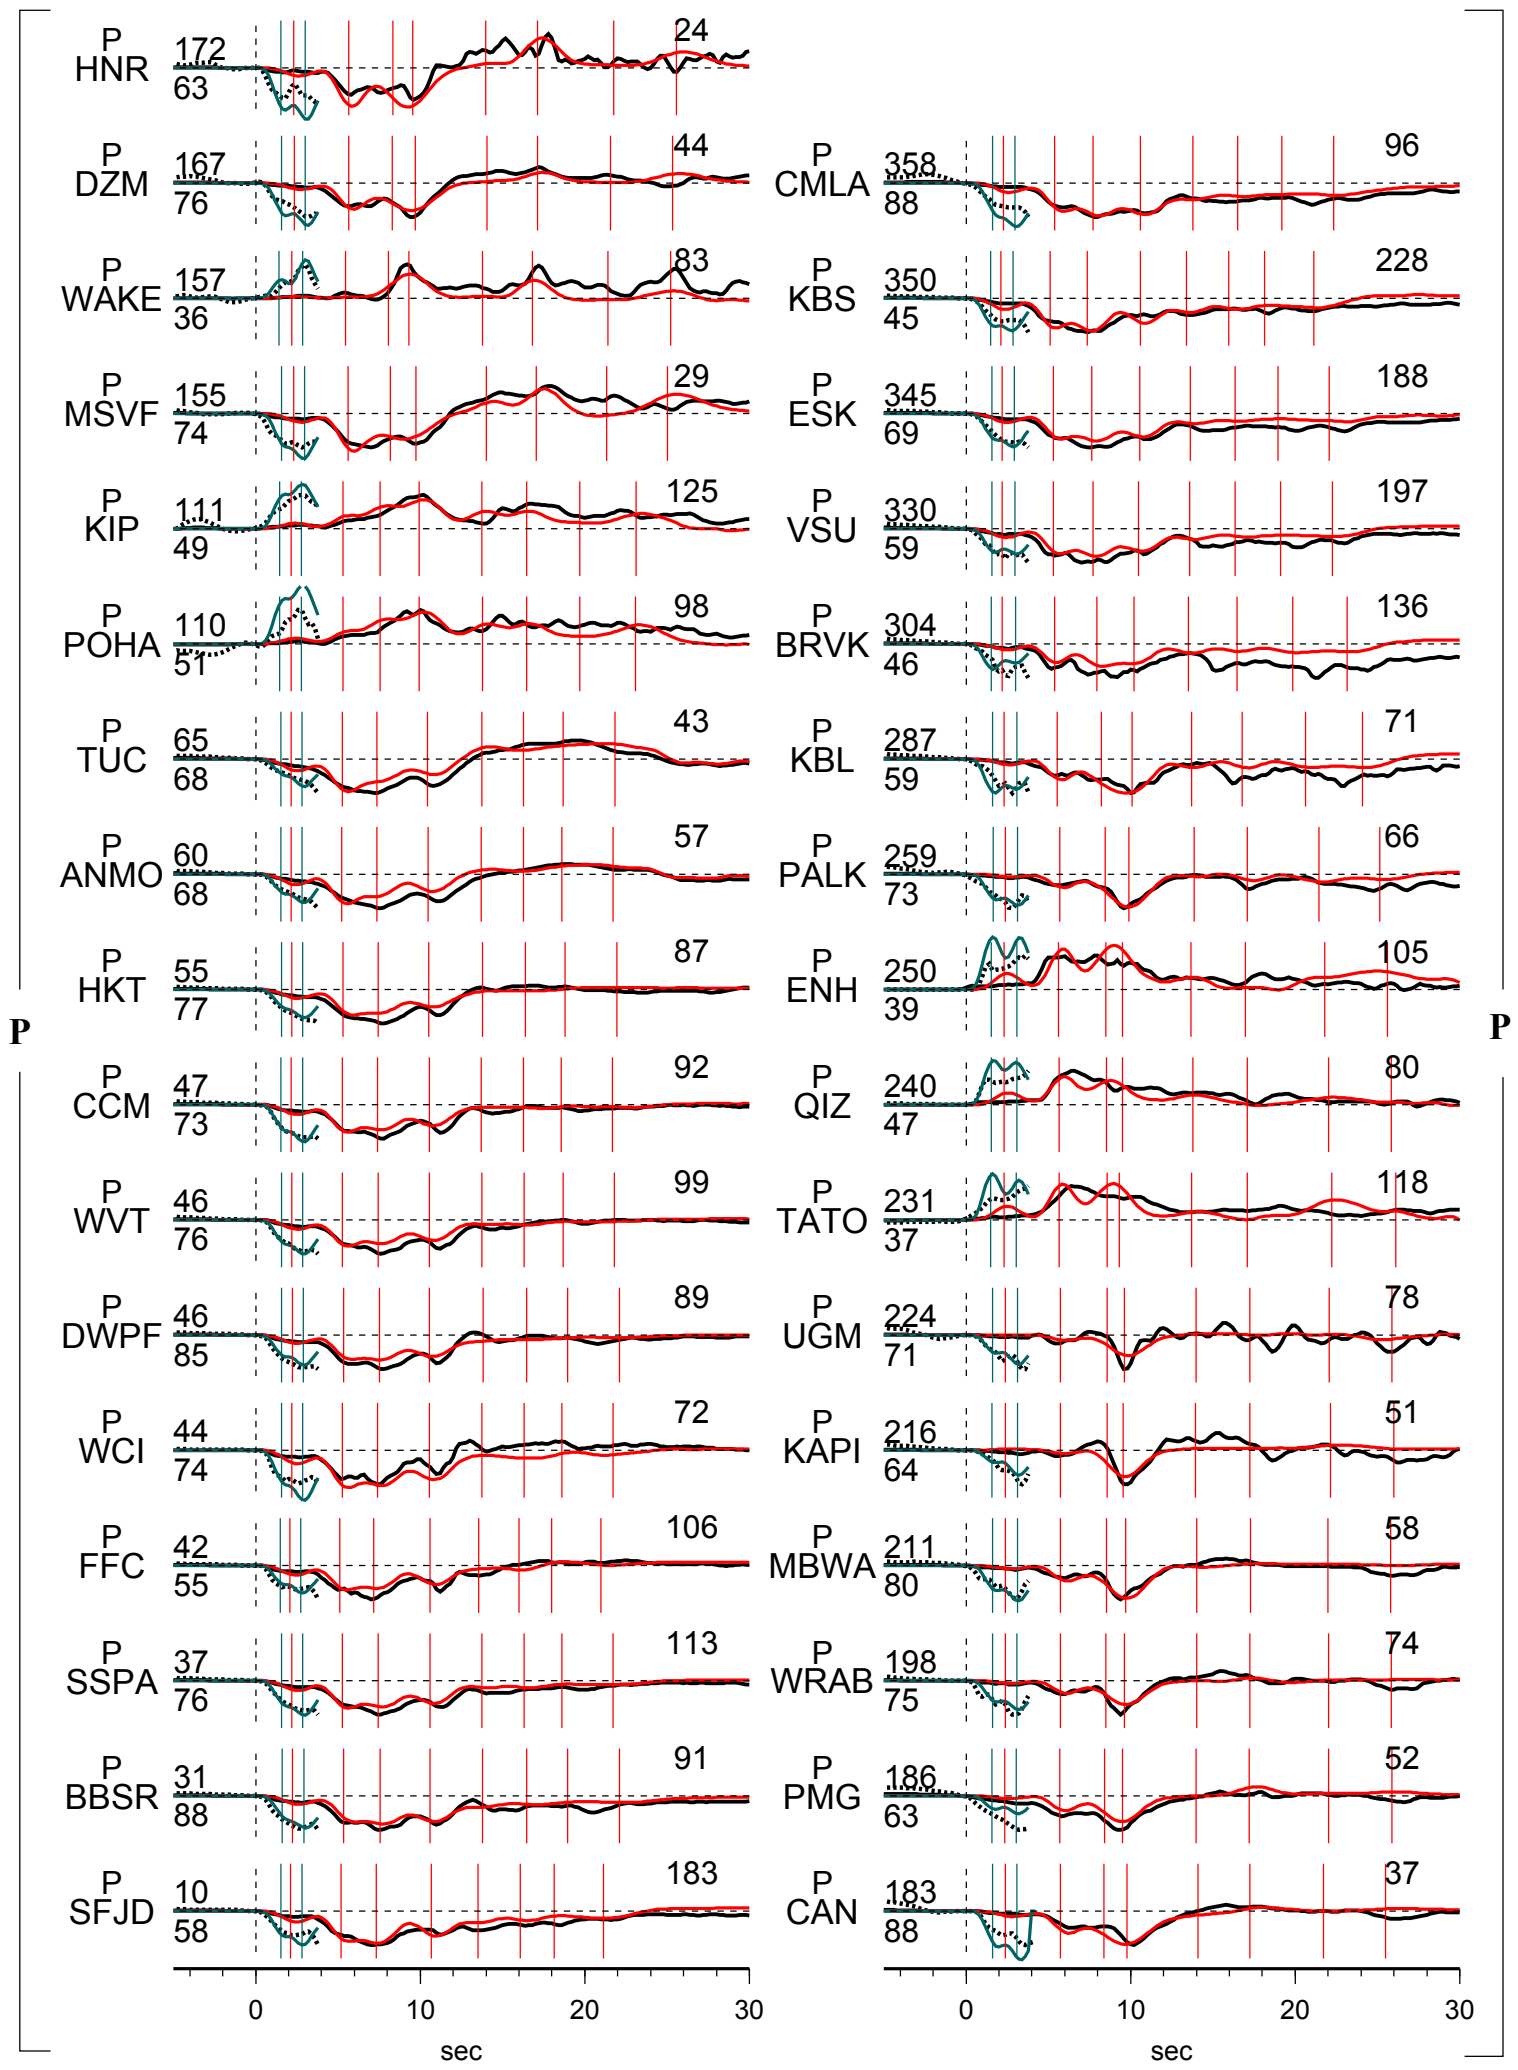 P
HNR
172
63
24
P
DZM
167
76
44
P
WAKE
157
36
83
P
MSVF
155
74
29
P
KIP
111
49
125
P
POHA
110
51
98
P
TUC
65
68
43
P
ANMO
60
68
57
P
HKT
55
77
87
P
CCM
47
73
92
P
WVT
46
76
99
P
DWPF
46
85
89
P
WCI
44
74
72
P
FFC
42
55
106
P
SSPA
37
76
113
P
BBSR
31
88
91
P
SFJD
10
58
183
0 10 20 30
sec
P
P
CMLA
358
88
96
P
KBS
350
45
228
P
ESK
345
69
188
P
VSU
330
59
197
P
BRVK
304
46
136
P
KBL
287
59
71
P
PALK
259
73
66
P
ENH
250
39
105
P
QIZ
240
47
80
P
TATO
231
37
118
P
UGM
224
71
78
P
KAPI
216
64
51
P
MBWA
211
80
58
P
WRAB
198
75
74
P
PMG
186
63
52
P
CAN
183
88
37
0 10 20 30
sec
P